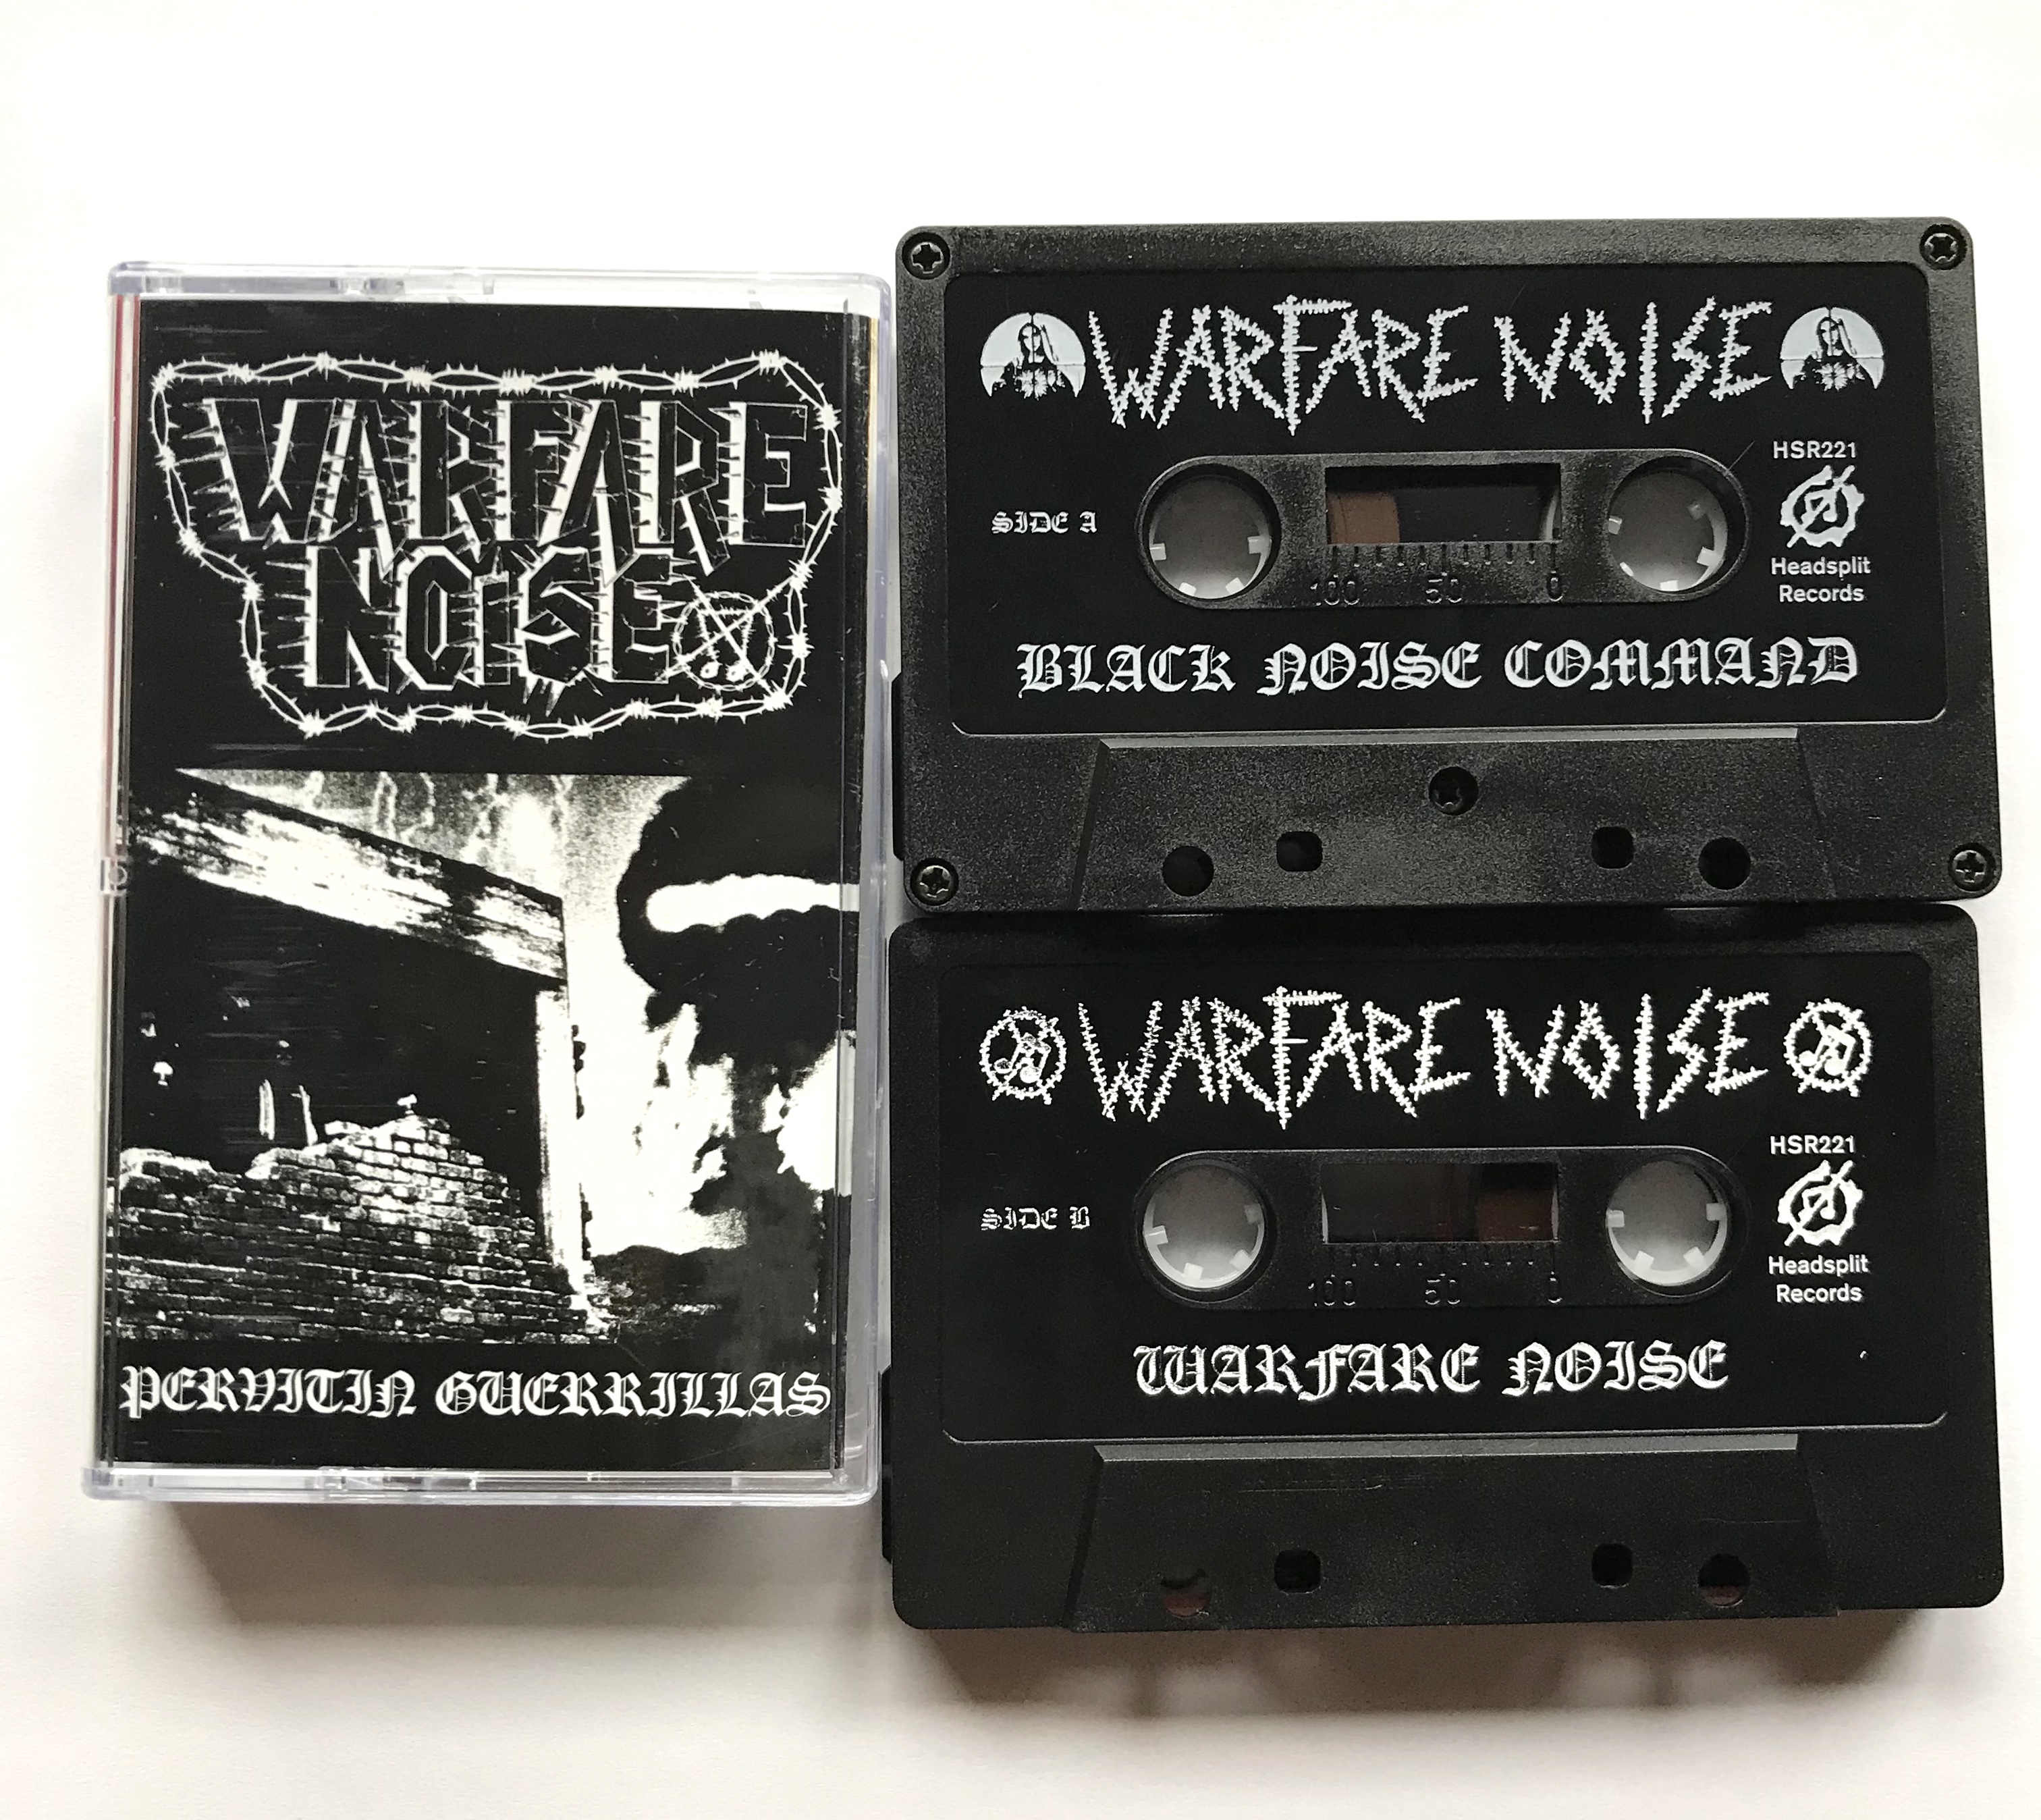 WARFARE
NOISE
PERVITIN GUERRILLAS
WARFARE NOISE
HSR221
SIDE A
Headsplit
Records
100 50 0
BLACK NOISE COMMAND
WARFARE NOISE
HSR221
SIDE B
Headsplit
Records
100 50 0
WARFARE NOISE